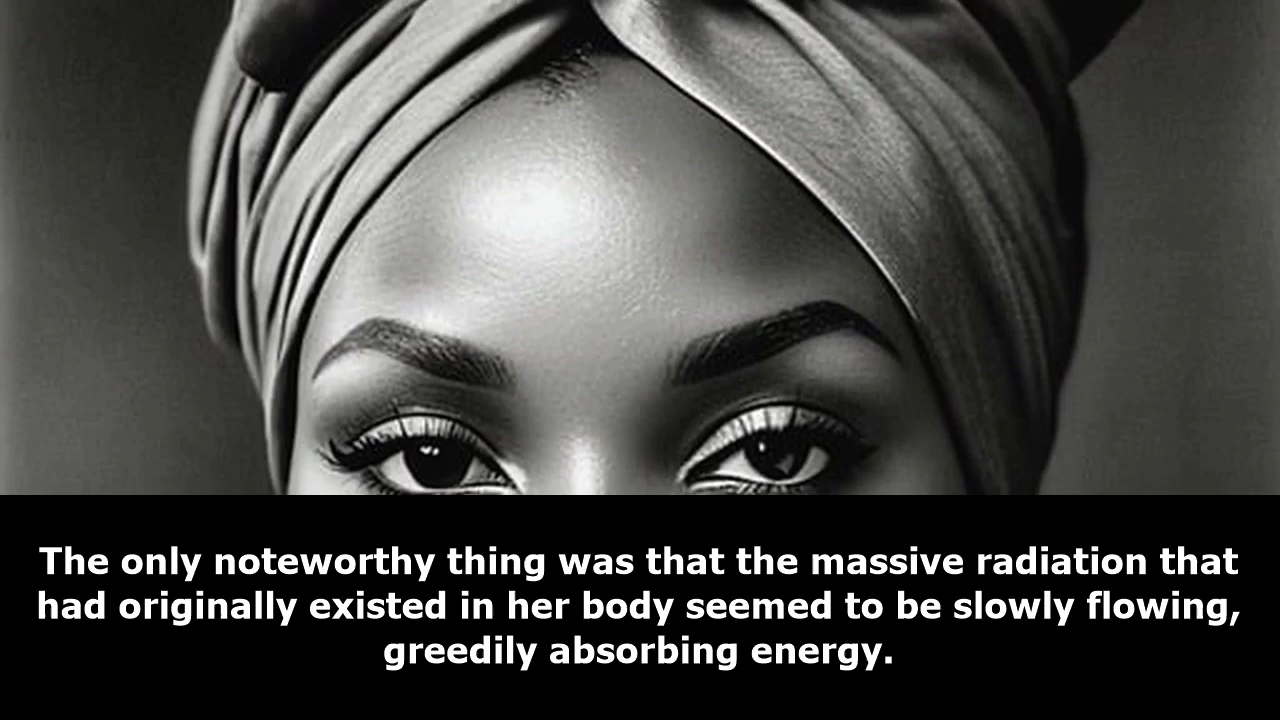 The only noteworthy thing was that the massive radiation that
had originally existed in her body seemed to be slowly flowing,
greedily absorbing energy.